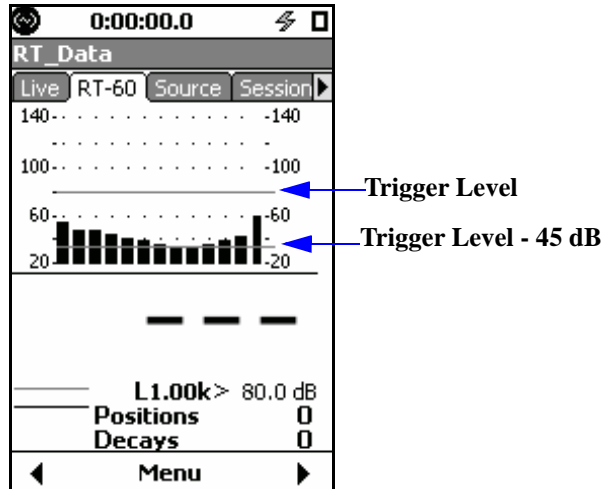 0:00:00.0
RT_Data
Live RT-60 Source Session
140 -140
100 -100
Trigger Level
60 -60
Trigger Level - 45 dB
20 -20
– – –
L1.00k> 80.0 dB
Positions 0
Decays 0
Menu